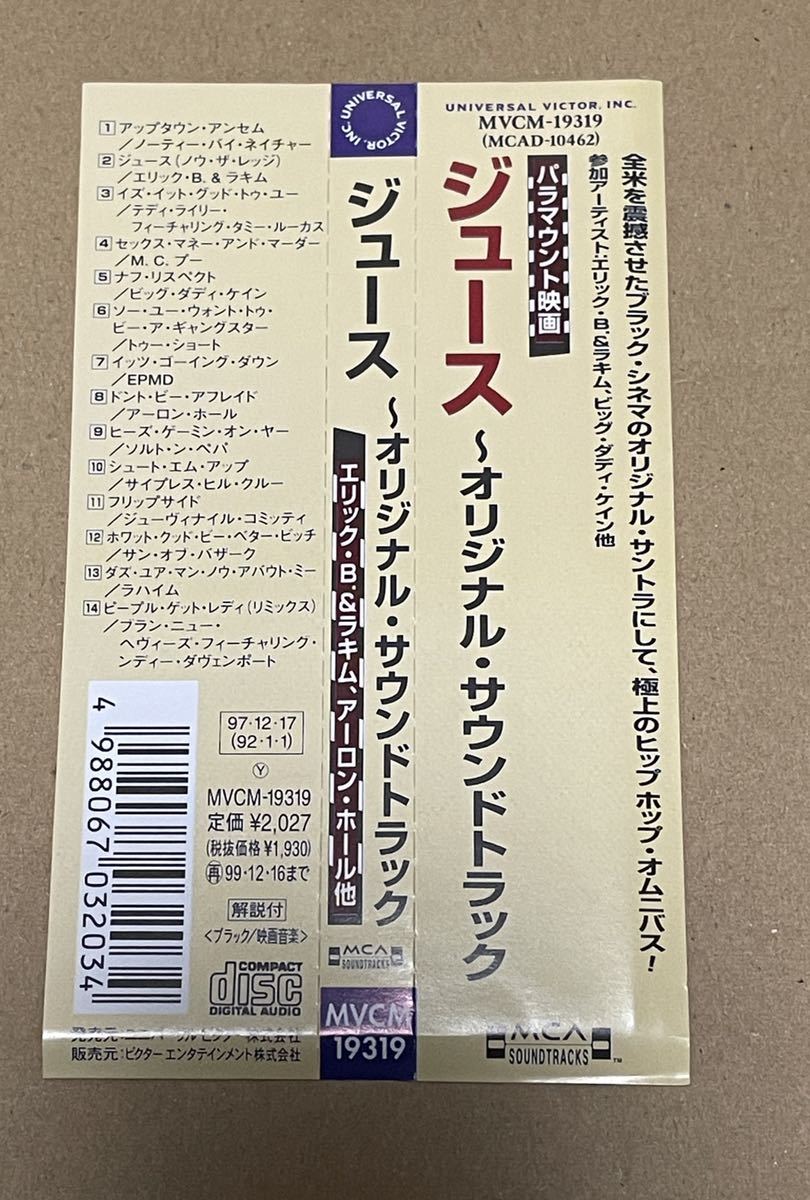 UNIVERSAL VICTOR, INC.
MVCM-19319
(MCAD-10462)
全米を震撼させたブラック・シネマのオリジナル・サントラにして、極上のヒップ ホップ・オムニバス!
参加アーティスト:エリック・B.&ラキム、ビッグ・ダディ・ケイン他
パラマウント映画
ジュース
~オリジナル・サウンドトラック
MCA
SOUNDTRACKS
TM
UNIVERSAL VICTOR, INC.
ジュース
~オリジナル・サウンドトラック
エリック・B.&ラキム、アーロン・ホール他
MCA
SOUNDTRACKS
MVCM
19319
1 アップタウン・アンセム
/ノーティー・バイ・ネイチャー
2 ジュース(ノウ・ザ・レッジ)
/エリック・B. & ラキム
3 イズ・イット・グッド・トゥ・ユー
/テディ・ライリー・
フィーチャリング・タミー・ルーカス
4 セックス・マネー・アンド・マーダー
/M. C. プー
5 ナフ・リスペクト
/ビッグ・ダディ・ケイン
6 ソー・ユー・ウォント・トゥ・
ビー・ア・ギャングスター
/トゥー・ショート
7 イッツ・ゴーイング・ダウン
/EPMD
8 ドント・ビー・アフレイド
/アーロン・ホール
9 ヒーズ・ゲーミン・オン・ヤー
/ソルト・ン・ペパ
10 シュート・エム・アップ
/サイプレス・ヒル・クルー
11 フリップサイド
/ジューヴィナイル・コミッティ
12 ホワット・クッド・ビー・ベター・ビッチ
/サン・オブ・バザーク
13 ダズ・ユア・マン・ノウ・アバウト・ミー
/ラハイム
14 ピープル・ゲット・レディ(リミックス)
/ブラン・ニュー・
ヘヴィーズ・フィーチャリング・
ンディー・ダヴェンポート
4 988067 032034
97・12・17
(92・1・1)
Y
MVCM-19319
定価 ¥2,027
(税抜価格 ¥1,930)
再 99・12・16まで
解説付
<ブラック/映画音楽>
COMPACT
disc
DIGITAL AUDIO
発売元:ユニバーサルビクター株式会社
販売元:ビクター エンタテインメント株式会社